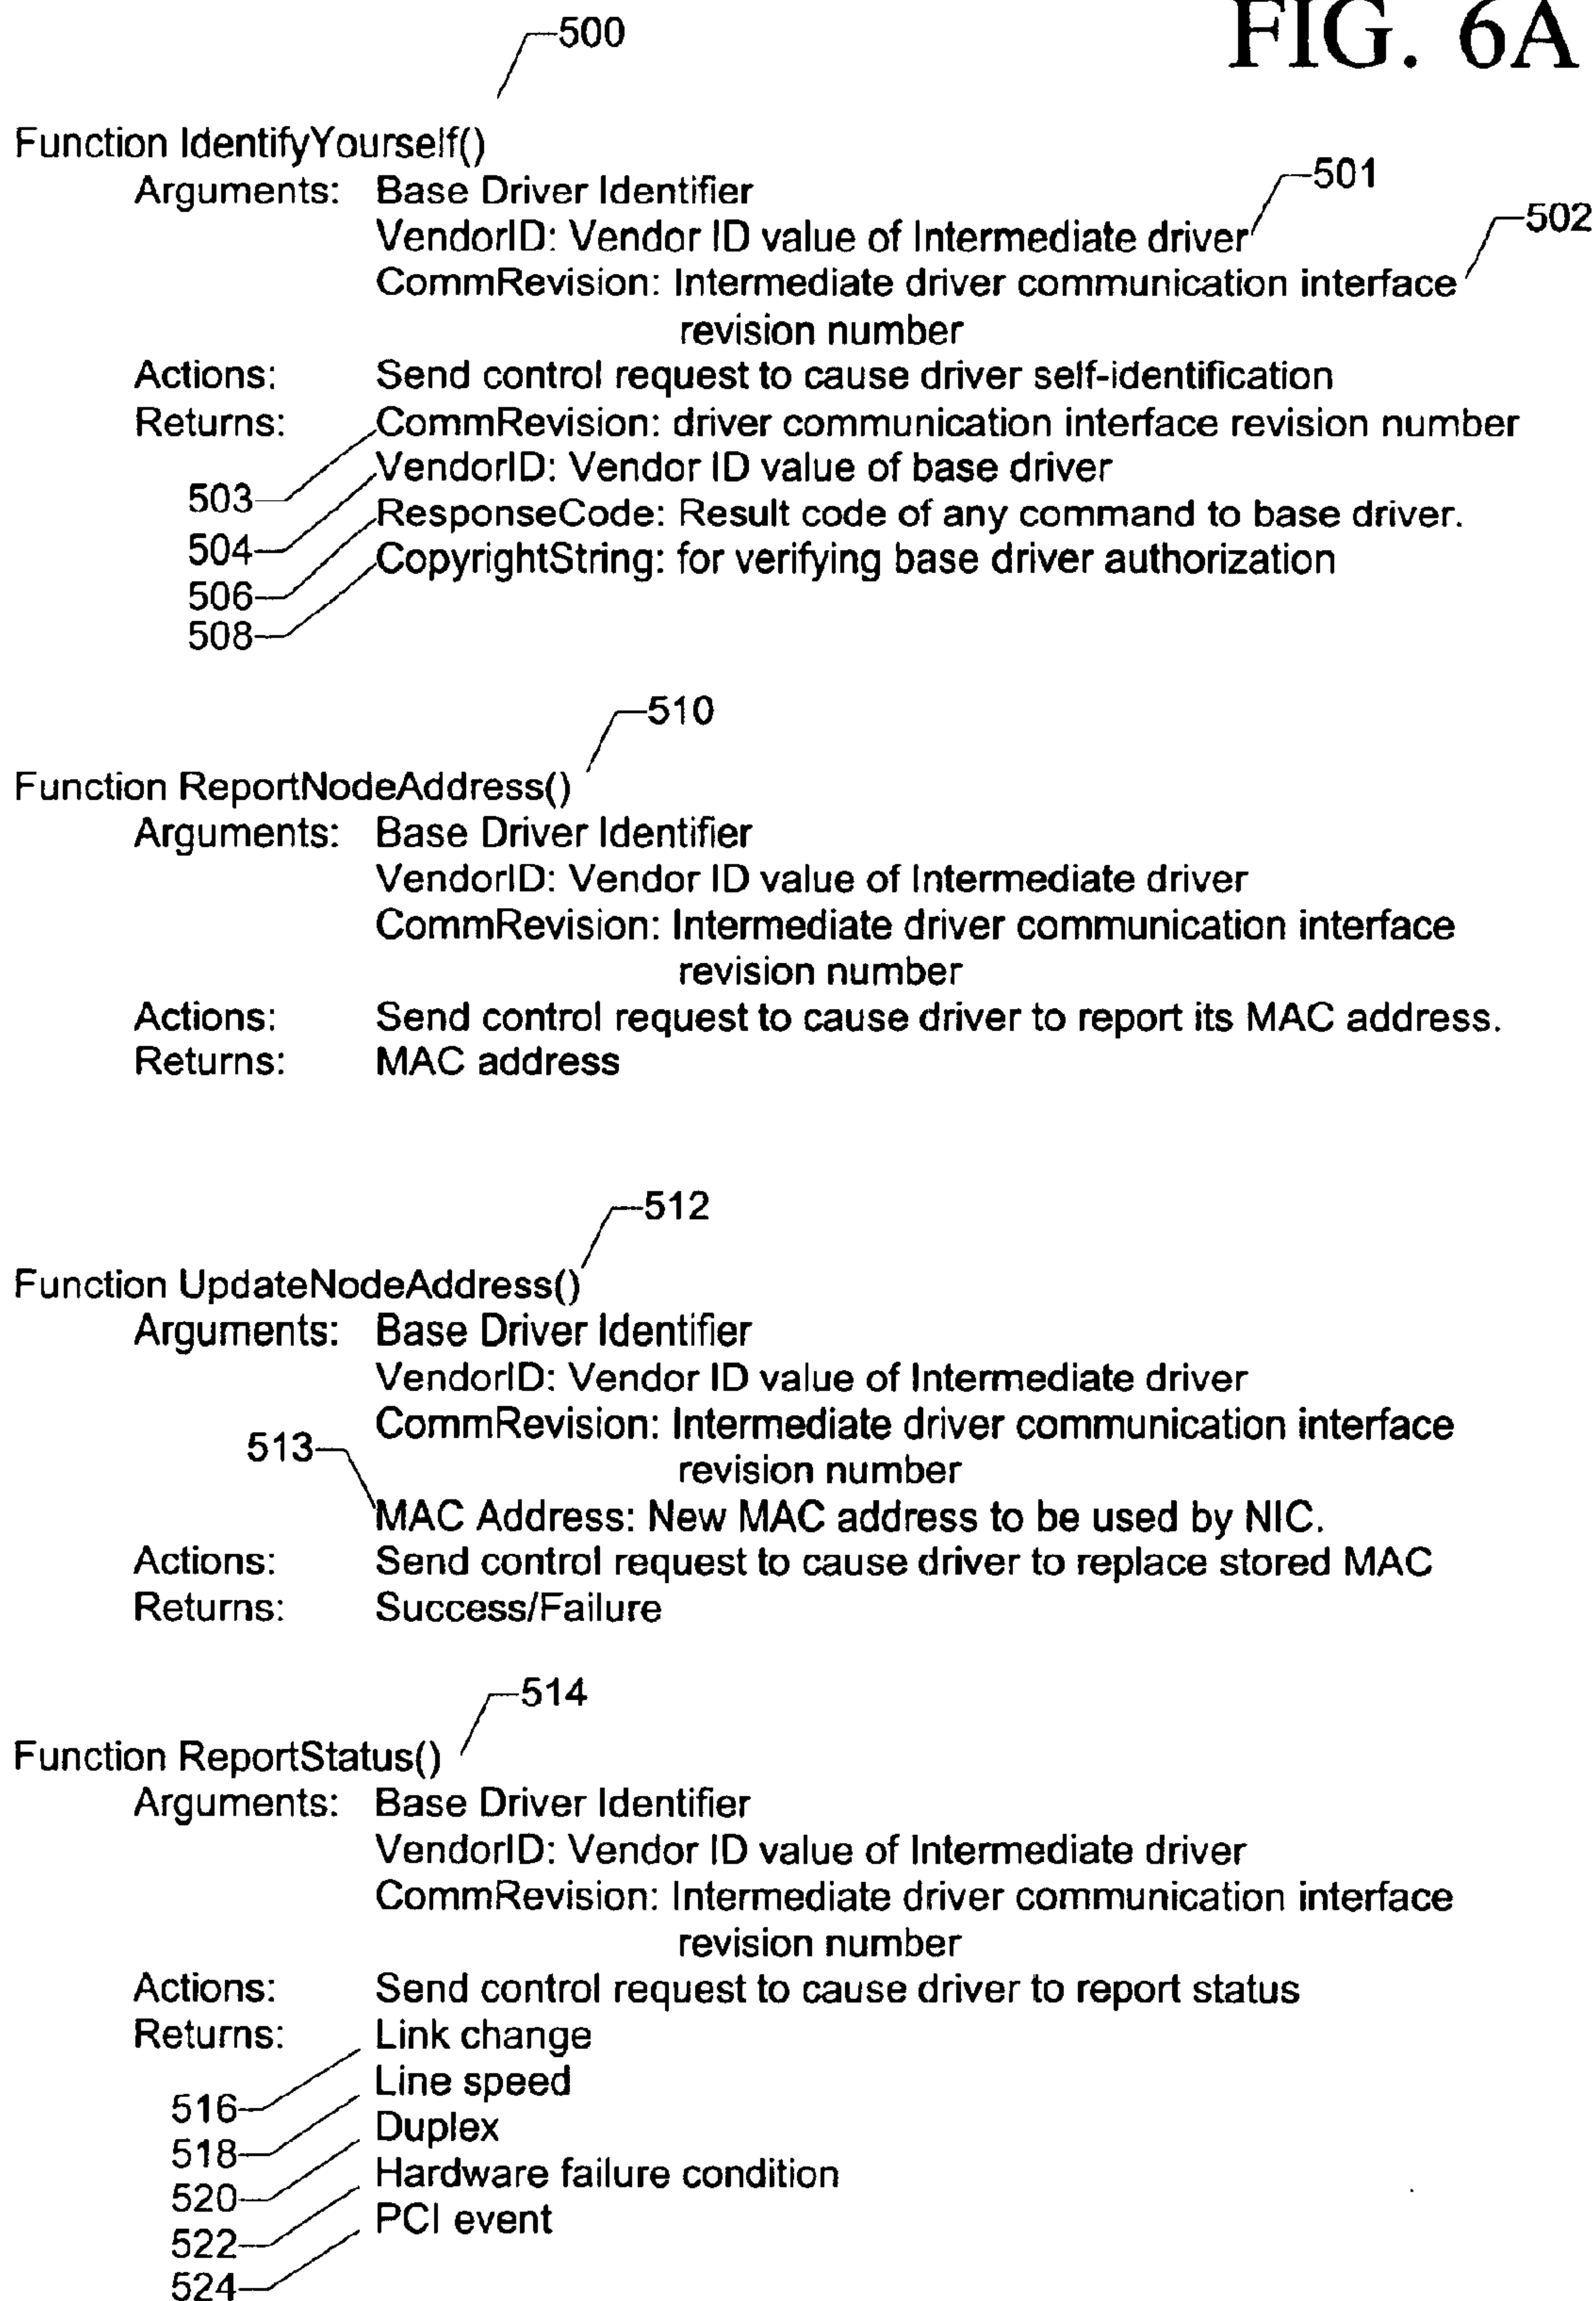 FIG. 6A
500
Function IdentifyYourself()
Arguments: Base Driver Identifier
501
VendorID: Vendor ID value of Intermediate driver
502
CommRevision: Intermediate driver communication interface
revision number
Actions: Send control request to cause driver self-identification
Returns: CommRevision: driver communication interface revision number
503
VendorID: Vendor ID value of base driver
504
ResponseCode: Result code of any command to base driver.
506
CopyrightString: for verifying base driver authorization
508
510
Function ReportNodeAddress()
Arguments: Base Driver Identifier
VendorID: Vendor ID value of Intermediate driver
CommRevision: Intermediate driver communication interface
revision number
Actions: Send control request to cause driver to report its MAC address.
Returns: MAC address
512
Function UpdateNodeAddress()
Arguments: Base Driver Identifier
VendorID: Vendor ID value of Intermediate driver
CommRevision: Intermediate driver communication interface
revision number
513
MAC Address: New MAC address to be used by NIC.
Actions: Send control request to cause driver to replace stored MAC
Returns: Success/Failure
514
Function ReportStatus()
Arguments: Base Driver Identifier
VendorID: Vendor ID value of Intermediate driver
CommRevision: Intermediate driver communication interface
revision number
Actions: Send control request to cause driver to report status
Returns: Link change
516
Line speed
518
Duplex
520
Hardware failure condition
522
PCI event
524